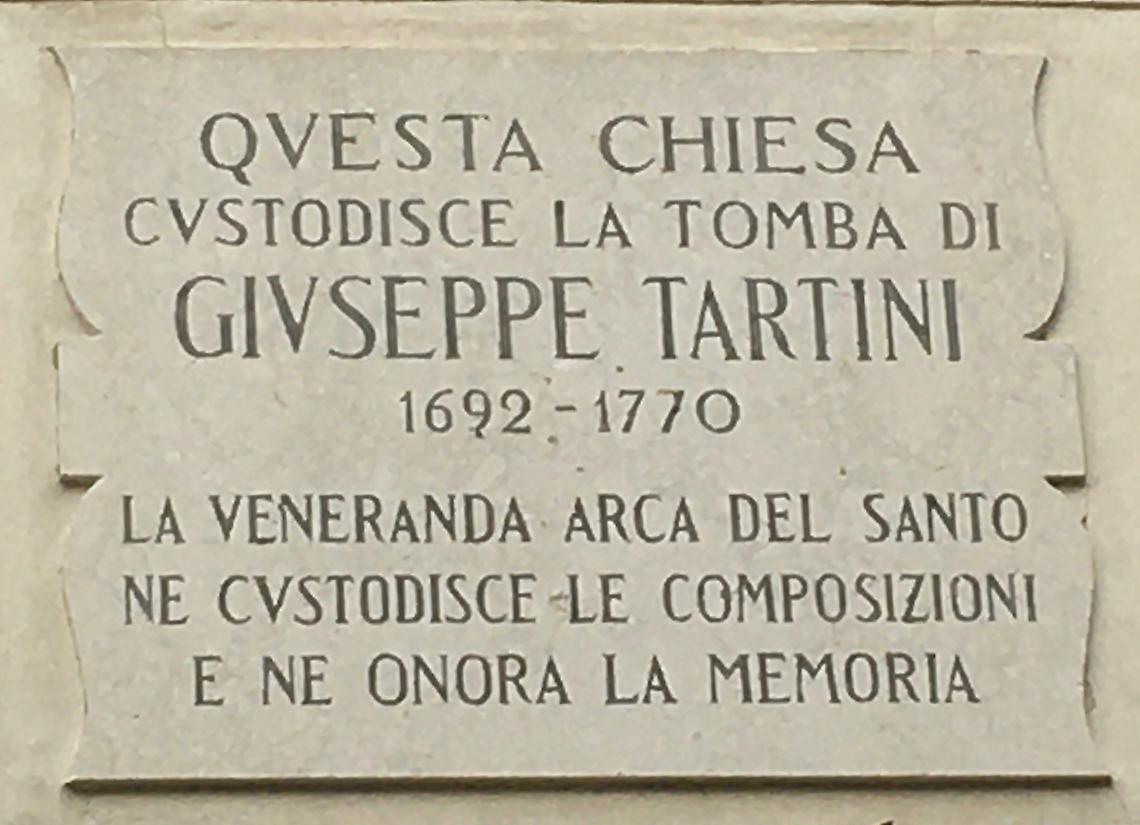 QVESTA CHIESA
CVSTODISCE LA TOMBA DI
GIVSEPPE TARTINI
1692 - 1770
LA VENERANDA ARCA DEL SANTO
NE CVSTODISCE LE COMPOSIZIONI
E NE ONORA LA MEMORIA